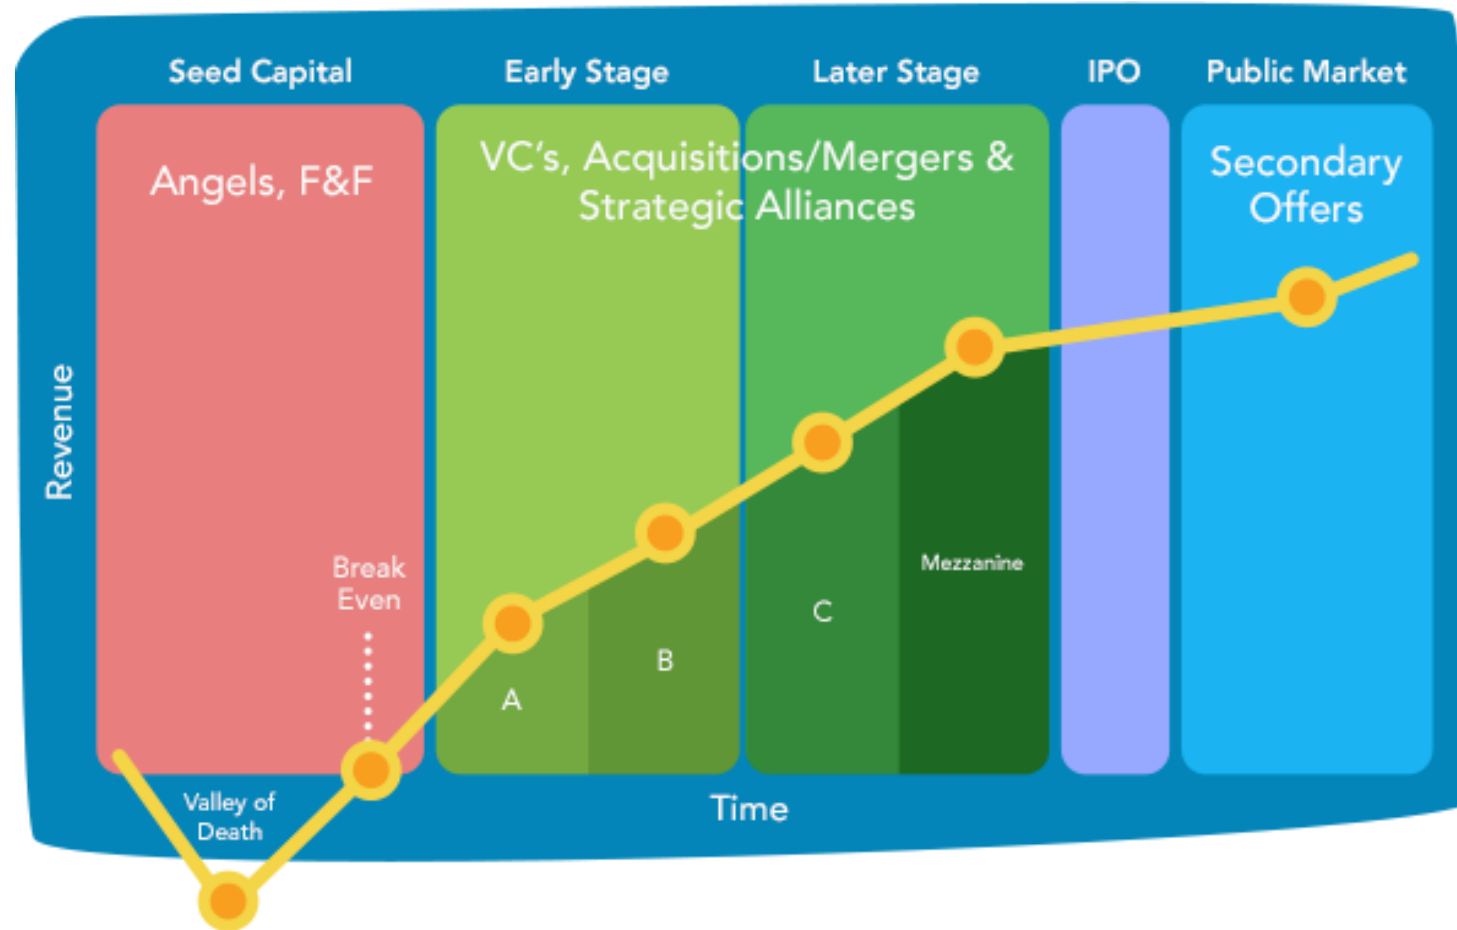 Seed Capital
Early Stage
Later Stage
IPO
Public Market
Angels, F&F
VC's, Acquisitions/Mergers &
Strategic Alliances
Secondary
Offers
Revenue
Break
Even
Mezzanine
C
B
A
Valley of
Death
Time